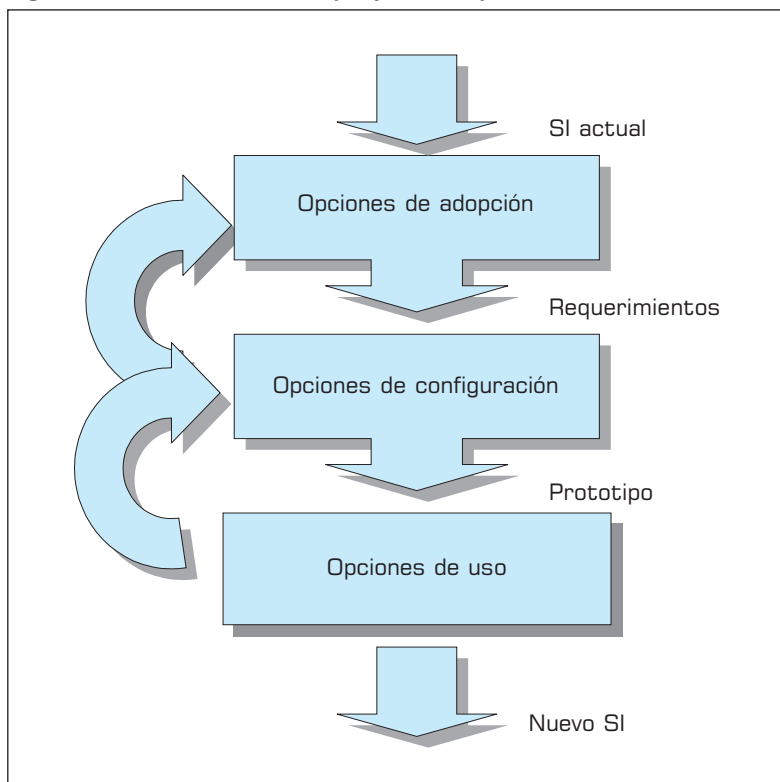 SI actual
Opciones de adopción
Requerimientos
Opciones de configuración
Prototipo
Opciones de uso
Nuevo SI